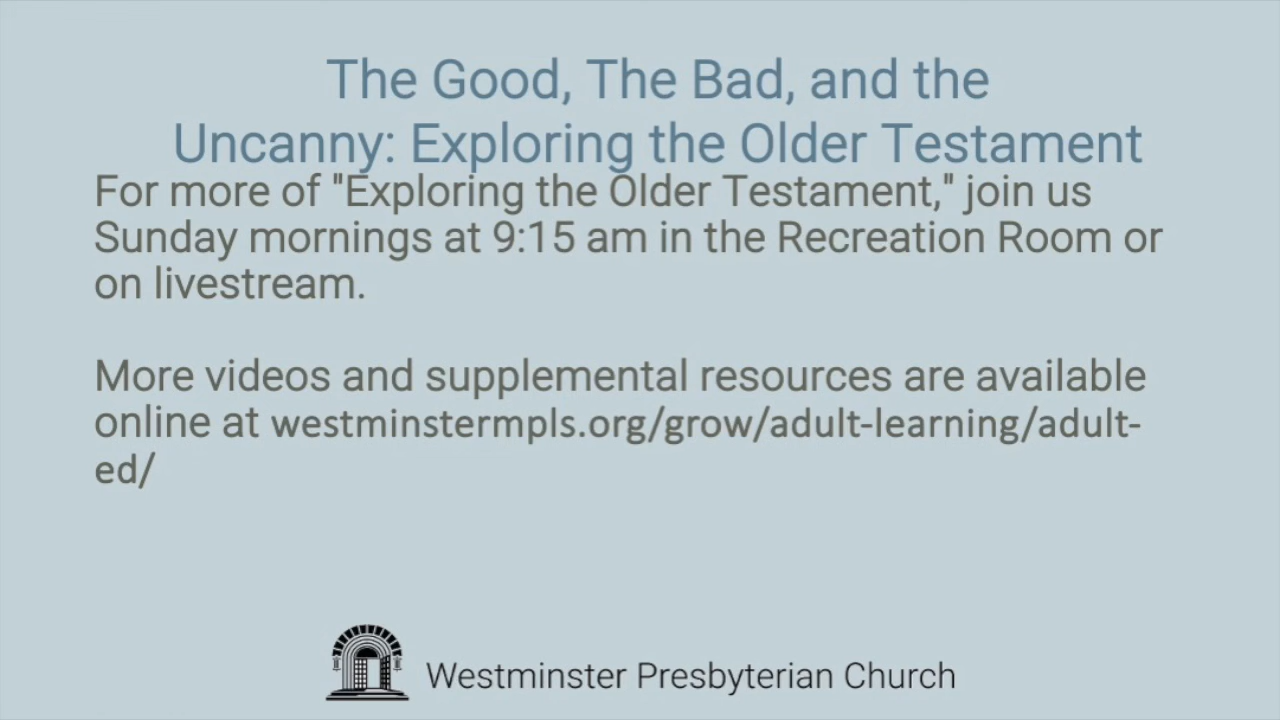 The Good, The Bad, and the
Uncanny: Exploring the Older Testament
For more of "Exploring the Older Testament," join us
Sunday mornings at 9:15 am in the Recreation Room or
on livestream.
More videos and supplemental resources are available
online at westminstermpls.org/grow/adult-learning/adult-
ed/
Westminster Presbyterian Church